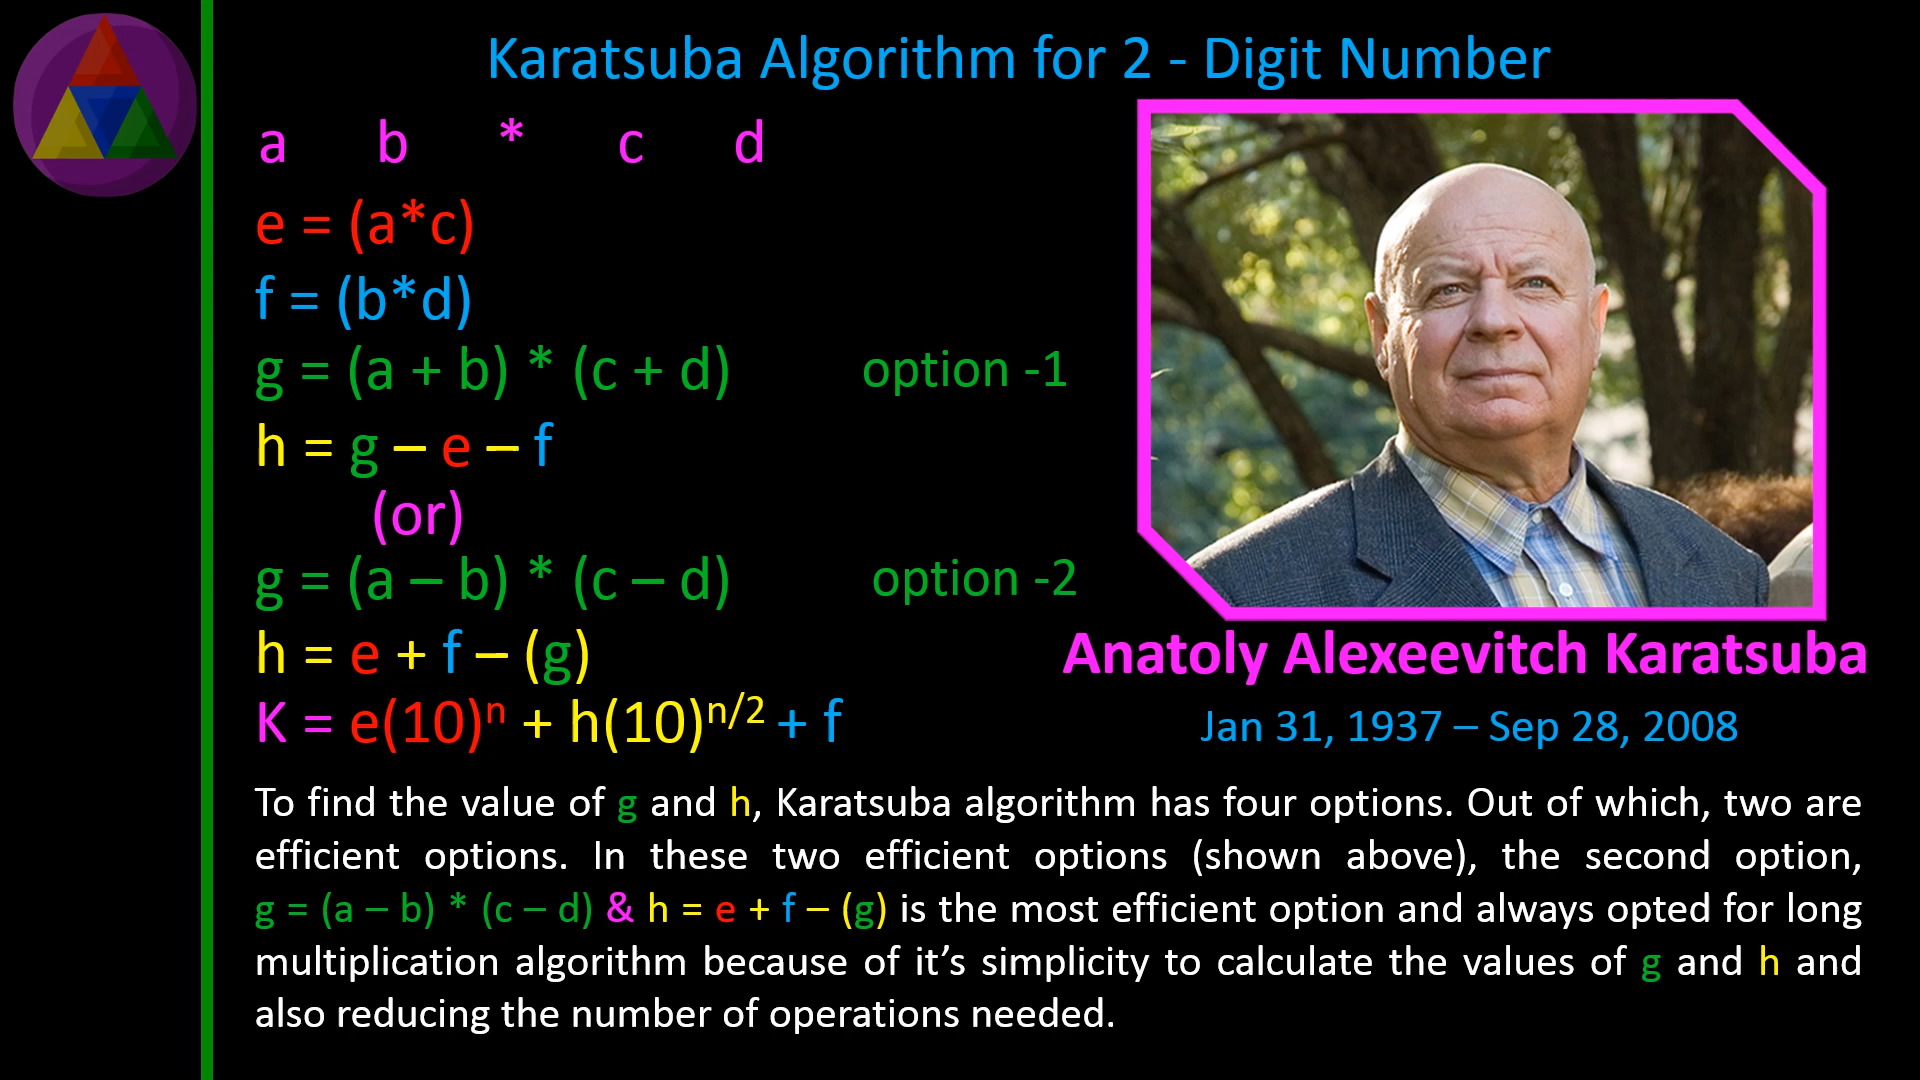 Karatsuba Algorithm for 2 - Digit Number
a b * c d
e = (a*c)
f = (b*d)
g = (a + b) * (c + d) option -1
h = g – e – f
(or)
g = (a – b) * (c – d) option -2
h = e + f – (g)
K = e(10)ⁿ + h(10)ⁿ/² + f
Anatoly Alexeevitch Karatsuba
Jan 31, 1937 – Sep 28, 2008
To find the value of g and h, Karatsuba algorithm has four options. Out of which, two are
efficient options. In these two efficient options (shown above), the second option,
g = (a – b) * (c – d) & h = e + f – (g) is the most efficient option and always opted for long
multiplication algorithm because of it’s simplicity to calculate the values of g and h and
also reducing the number of operations needed.